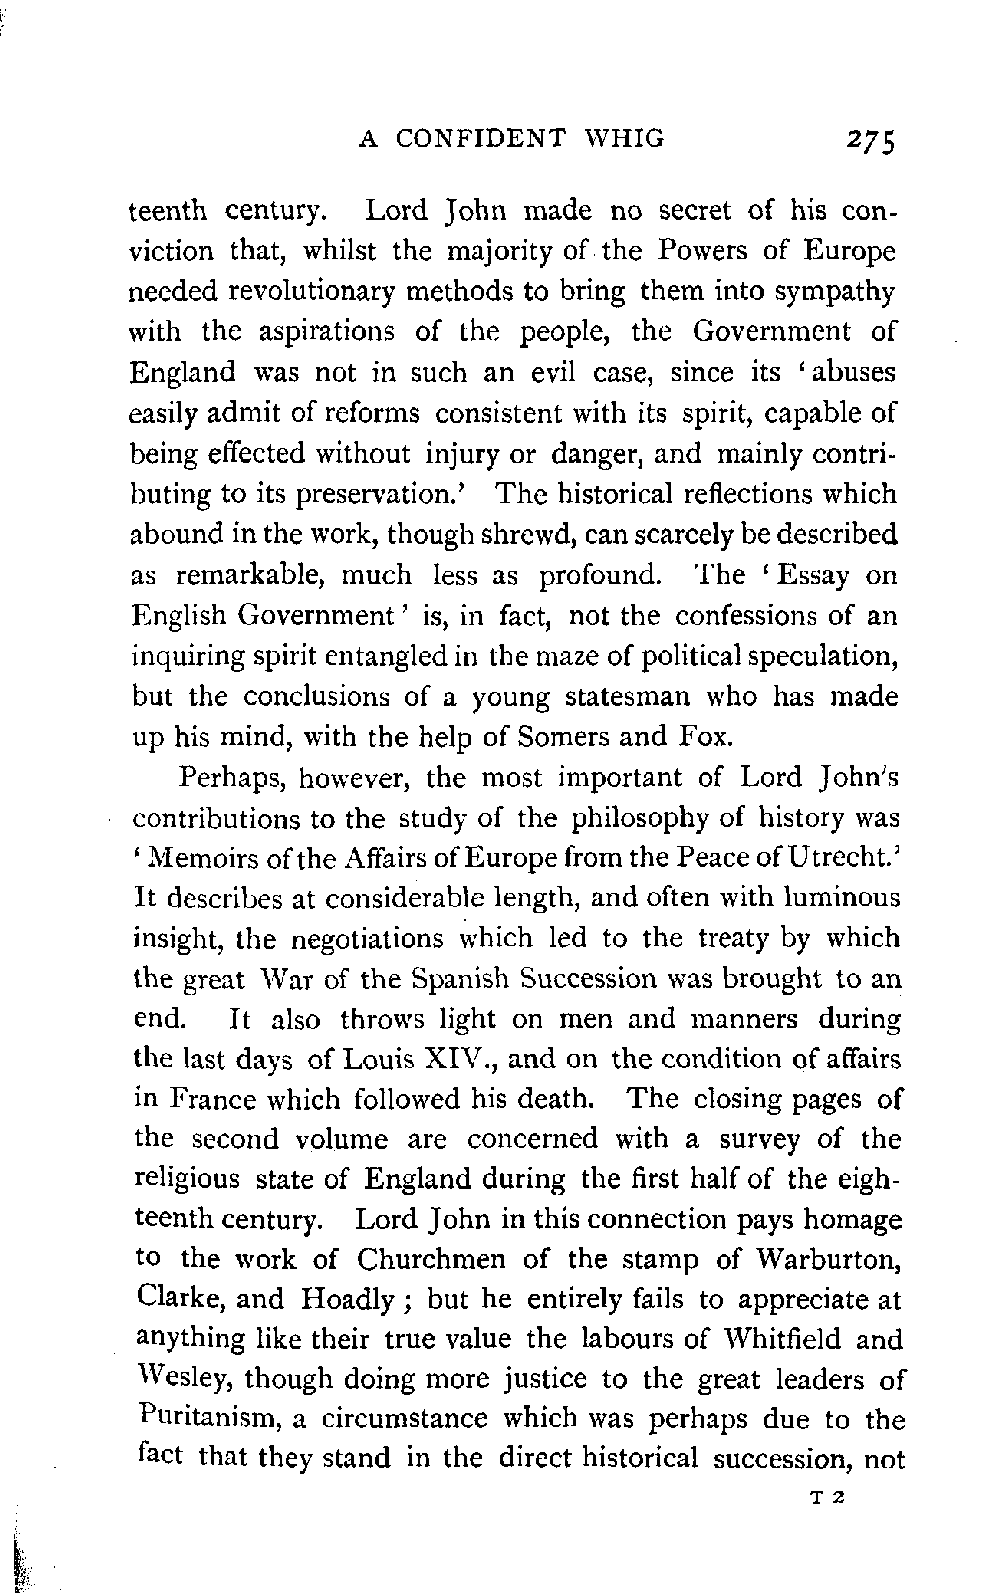 A CONFIDENT WHIG 275
teenth century. Lord John made no secret of his con-
viction that, whilst the majority of the Powers of Europe
needed revolutionary methods to bring them into sympathy
with the aspirations of the people, the Government of
England was not in such an evil case, since its ‘ abuses
easily admit of reforms consistent with its spirit, capable of
being effected without injury or danger, and mainly contri-
buting to its preservation.’ The historical reflections which
abound in the work, though shrewd, can scarcely be described
as remarkable, much less as profound. The ‘ Essay on
English Government ’ is, in fact, not the confessions of an
inquiring spirit entangled in the maze of political speculation,
but the conclusions of a young statesman who has made
up his mind, with the help of Somers and Fox.
Perhaps, however, the most important of Lord John's
contributions to the study of the philosophy of history was
‘ Memoirs of the Affairs of Europe from the Peace of Utrecht.’
It describes at considerable length, and often with luminous
insight, the negotiations which led to the treaty by which
the great War of the Spanish Succession was brought to an
end. It also throws light on men and manners during
the last days of Louis XIV., and on the condition of affairs
in France which followed his death. The closing pages of
the second volume are concerned with a survey of the
religious state of England during the first half of the eigh-
teenth century. Lord John in this connection pays homage
to the work of Churchmen of the stamp of Warburton,
Clarke, and Hoadly ; but he entirely fails to appreciate at
anything like their true value the labours of Whitfield and
Wesley, though doing more justice to the great leaders of
Puritanism, a circumstance which was perhaps due to the
fact that they stand in the direct historical succession, not
T 2